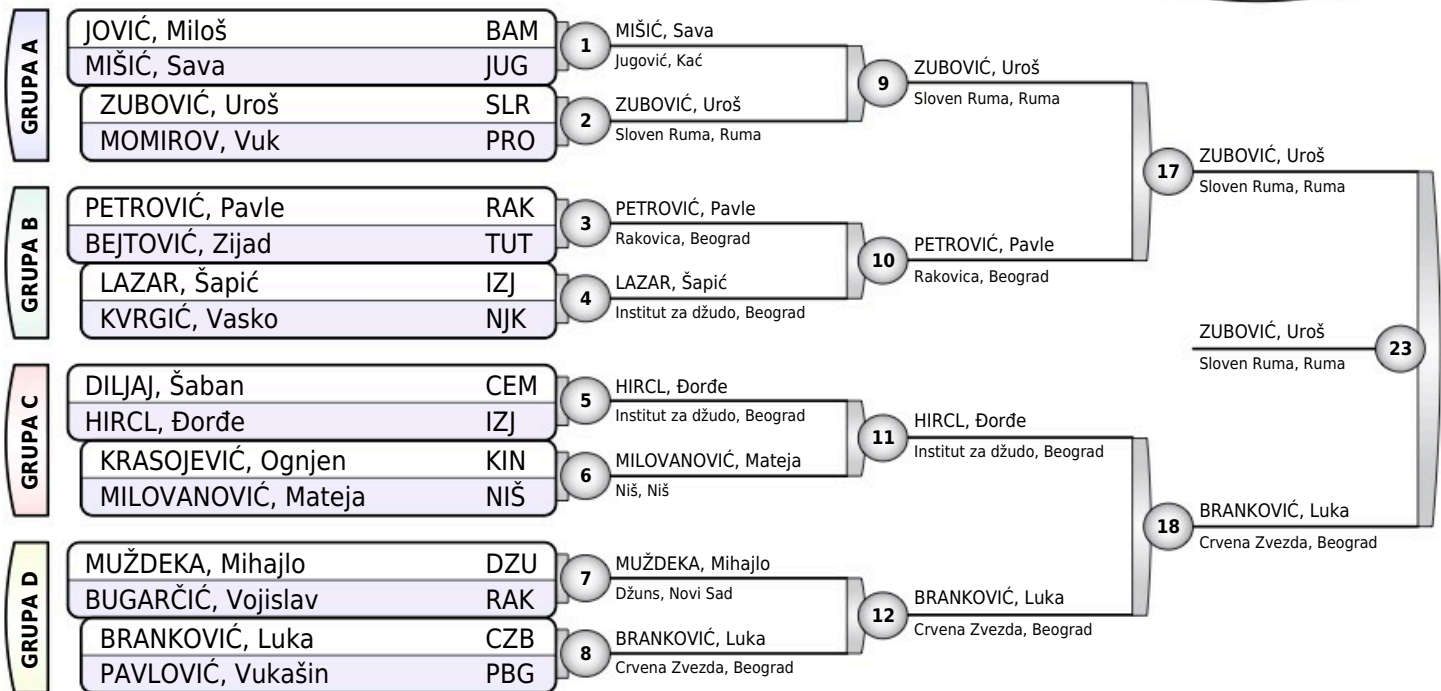 GRUPA A
JOVIĆ, Miloš BAM
MIŠIĆ, Sava JUG
ZUBOVIĆ, Uroš SLR
MOMIROV, Vuk PRO
GRUPA B
PETROVIĆ, Pavle RAK
BEJTOVIĆ, Zijad TUT
LAZAR, Šapić IZJ
KVRGIĆ, Vasko NJK
GRUPA C
DILJAJ, Šaban CEM
HIRCL, Đorđe IZJ
KRASOJEVIĆ, Ognjen KIN
MILOVANOVIĆ, Mateja NIŠ
GRUPA D
MUŽDEKA, Mihajlo DZU
BUGARČIĆ, Vojislav RAK
BRANKOVIĆ, Luka CZB
PAVLOVIĆ, Vukašin PBG
1
MIŠIĆ, Sava
Jugović, Kać
2
ZUBOVIĆ, Uroš
Sloven Ruma, Ruma
3
PETROVIĆ, Pavle
Rakovica, Beograd
4
LAZAR, Šapić
Institut za džudo, Beograd
5
HIRCL, Đorđe
Institut za džudo, Beograd
6
MILOVANOVIĆ, Mateja
Niš, Niš
7
MUŽDEKA, Mihajlo
Džuns, Novi Sad
8
BRANKOVIĆ, Luka
Crvena Zvezda, Beograd
9
ZUBOVIĆ, Uroš
Sloven Ruma, Ruma
10
PETROVIĆ, Pavle
Rakovica, Beograd
11
HIRCL, Đorđe
Institut za džudo, Beograd
12
BRANKOVIĆ, Luka
Crvena Zvezda, Beograd
17
ZUBOVIĆ, Uroš
Sloven Ruma, Ruma
18
BRANKOVIĆ, Luka
Crvena Zvezda, Beograd
ZUBOVIĆ, Uroš
Sloven Ruma, Ruma
23